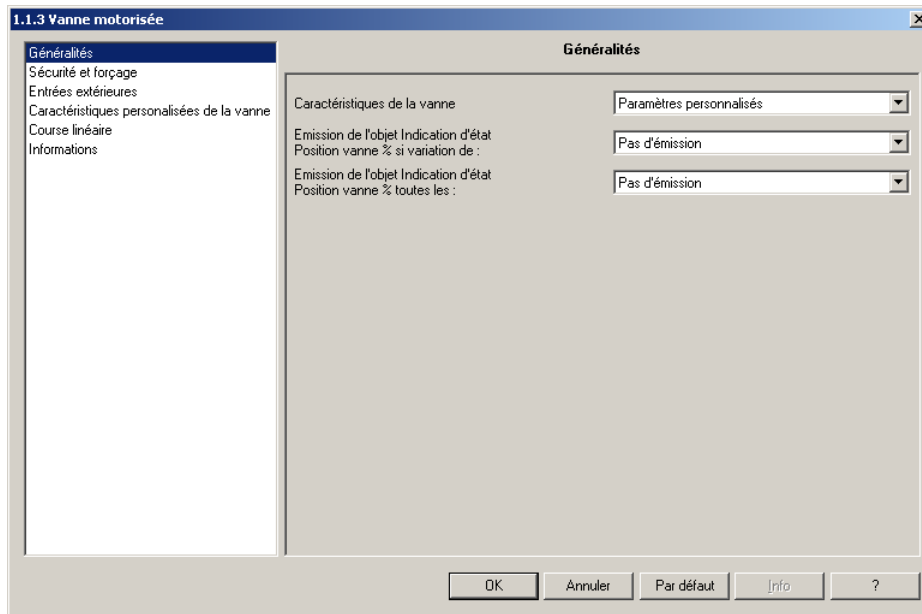 1.1.3 Vanne motorisée
Généralités
Sécurité et forçage
Entrées extérieures
Caractéristiques personalisées de la vanne
Course linéaire
Informations
Généralités
Caractéristiques de la vanne
Paramètres personnalisés
Emission de l'objet Indication d'état
Position vanne % si variation de :
Pas d'émission
Emission de l'objet Indication d'état
Position vanne % toutes les :
Pas d'émission
OK
Annuler
Par défaut
Info
?